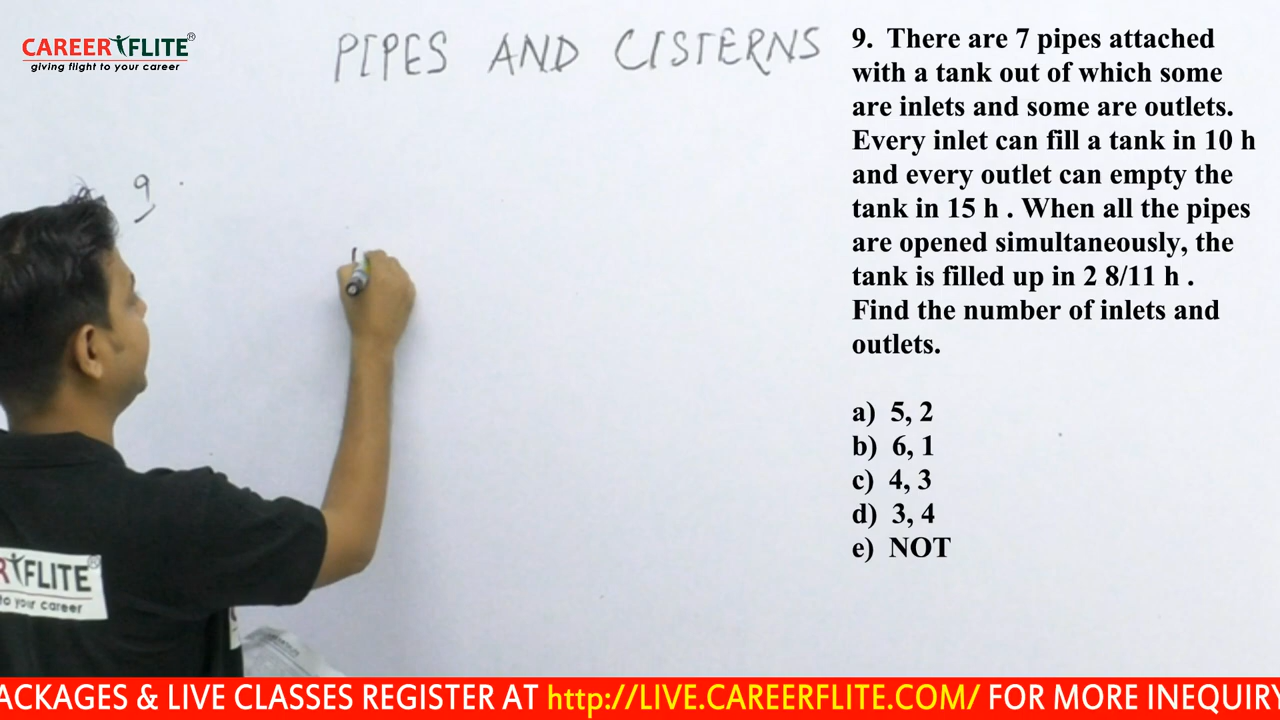 CAREER FLITE
giving flight to your career
PIPES AND CISTERNS
9.
9. There are 7 pipes attached
with a tank out of which some
are inlets and some are outlets.
Every inlet can fill a tank in 10 h
and every outlet can empty the
tank in 15 h . When all the pipes
are opened simultaneously, the
tank is filled up in 2 8/11 h .
Find the number of inlets and
outlets.
a) 5, 2
b) 6, 1
c) 4, 3
d) 3, 4
e) NOT
R FLITE
to your career
ACKAGES & LIVE CLASSES REGISTER AT http://LIVE.CAREERFLITE.COM/ FOR MORE INEQUIRY